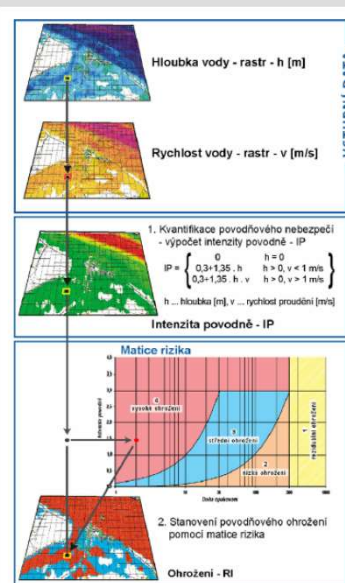 Hloubka vody - rastr - h [m]
Rychlost vody - rastr - v [m/s]
1. Kvantifikace povodňového nebezpečí
- výpočet intenzity povodně - IP
0 h = 0
IP = 0,3+1,35 . h h > 0, v < 1 m/s
0,3+1,35 . h . v h > 0, v > 1 m/s
h ... hloubka [m], v ... rychlost proudění [m/s]
Intenzita povodně - IP
Matice rizika
4
vysoké ohrožení
3
střední ohrožení
2
nízké ohrožení
1
reziduální ohrožení
Doba opakování
2. Stanovení povodňového ohrožení
pomocí matice rizika
Ohrožení - RI